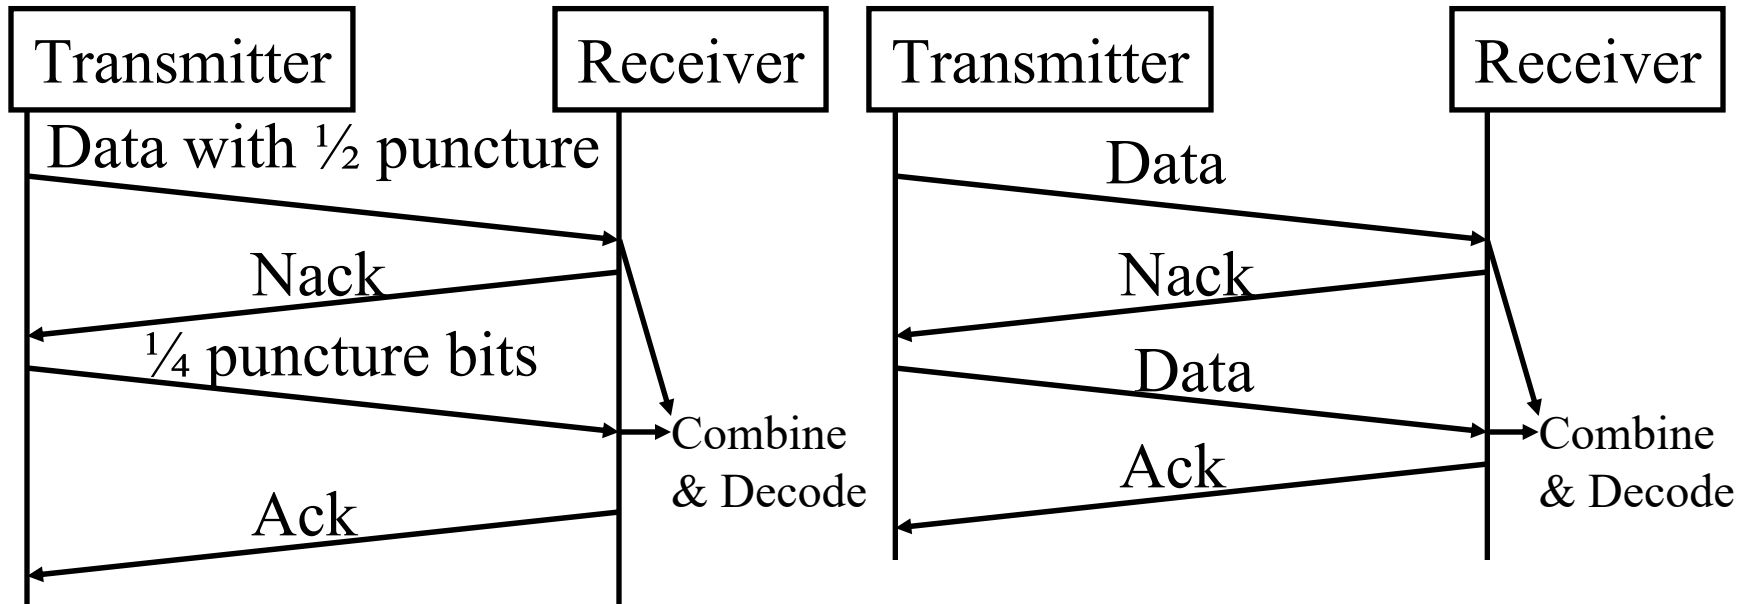 Transmitter
Receiver
Data with ½ puncture
Nack
¼ puncture bits
Combine
& Decode
Ack
Transmitter
Receiver
Data
Nack
Data
Combine
& Decode
Ack